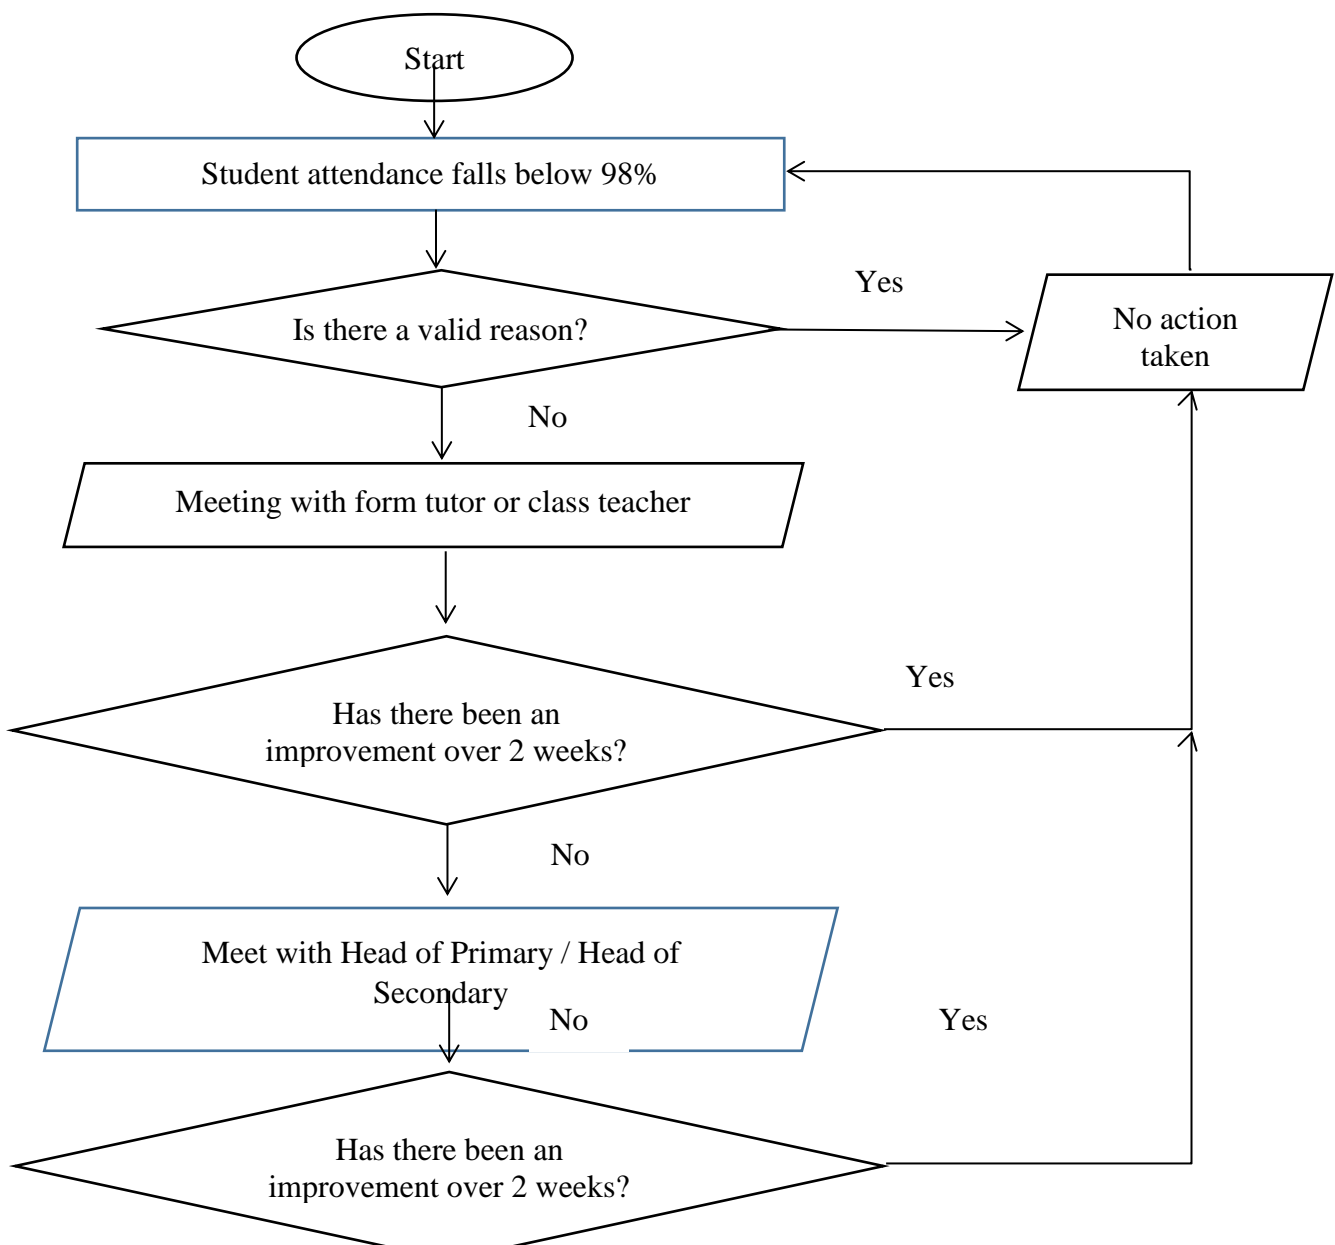 Start
Student attendance falls below 98%
Yes
Is there a valid reason?
No action
taken
No
Meeting with form tutor or class teacher
Yes
Has there been an
improvement over 2 weeks?
No
Meet with Head of Primary / Head of
Secondary
No
Yes
Has there been an
improvement over 2 weeks?